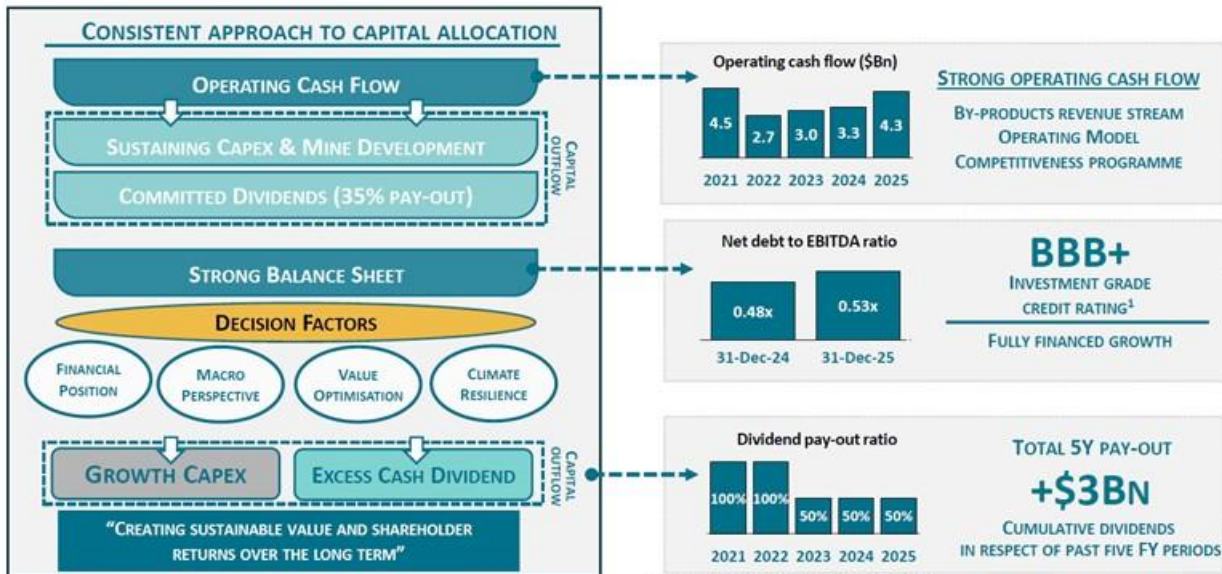 CONSISTENT APPROACH TO CAPITAL ALLOCATION
OPERATING CASH FLOW
SUSTAINING CAPEX & MINE DEVELOPMENT
COMMITTED DIVIDENDS (35% PAY-OUT)
CAPITAL
OUTFLOW
STRONG BALANCE SHEET
DECISION FACTORS
FINANCIAL
POSITION
MACRO
PERSPECTIVE
VALUE
OPTIMISATION
CLIMATE
RESILIENCE
GROWTH CAPEX
EXCESS CASH DIVIDEND
CAPITAL
OUTFLOW
"CREATING SUSTAINABLE VALUE AND SHAREHOLDER
RETURNS OVER THE LONG TERM"
Operating cash flow ($Bn)
4.5 2.7 3.0 3.3 4.3
2021 2022 2023 2024 2025
STRONG OPERATING CASH FLOW
BY-PRODUCTS REVENUE STREAM
OPERATING MODEL
COMPETITIVENESS PROGRAMME
Net debt to EBITDA ratio
0.48x 0.53x
31-Dec-24 31-Dec-25
BBB+
INVESTMENT GRADE
CREDIT RATING¹
FULLY FINANCED GROWTH
Dividend pay-out ratio
100% 100% 50% 50% 50%
2021 2022 2023 2024 2025
TOTAL 5Y PAY-OUT
+$3BN
CUMULATIVE DIVIDENDS
IN RESPECT OF PAST FIVE FY PERIODS